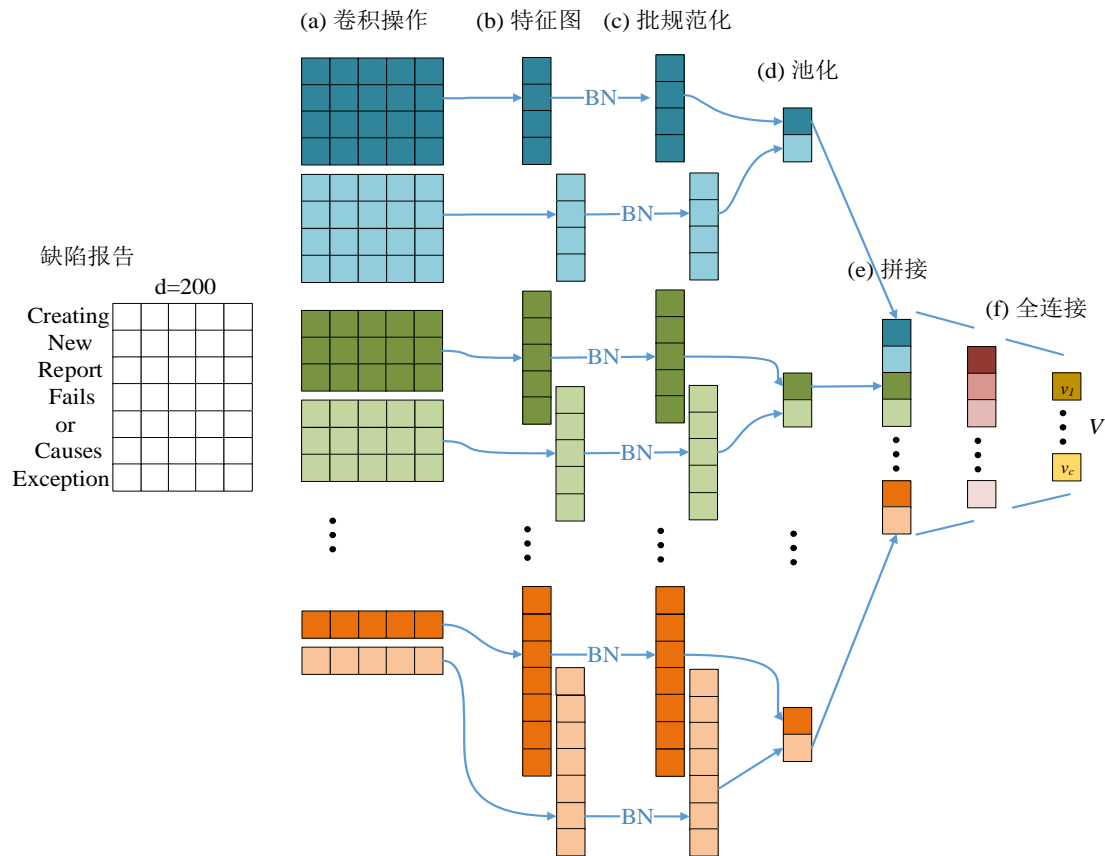 (a) 卷积操作
(b) 特征图
(c) 批规范化
(d) 池化
BN
BN
缺陷报告
d=200
Creating
New
Report
Fails
or
Causes
Exception
(e) 拼接
(f) 全连接
BN
BN
v1
V
vc
BN
BN